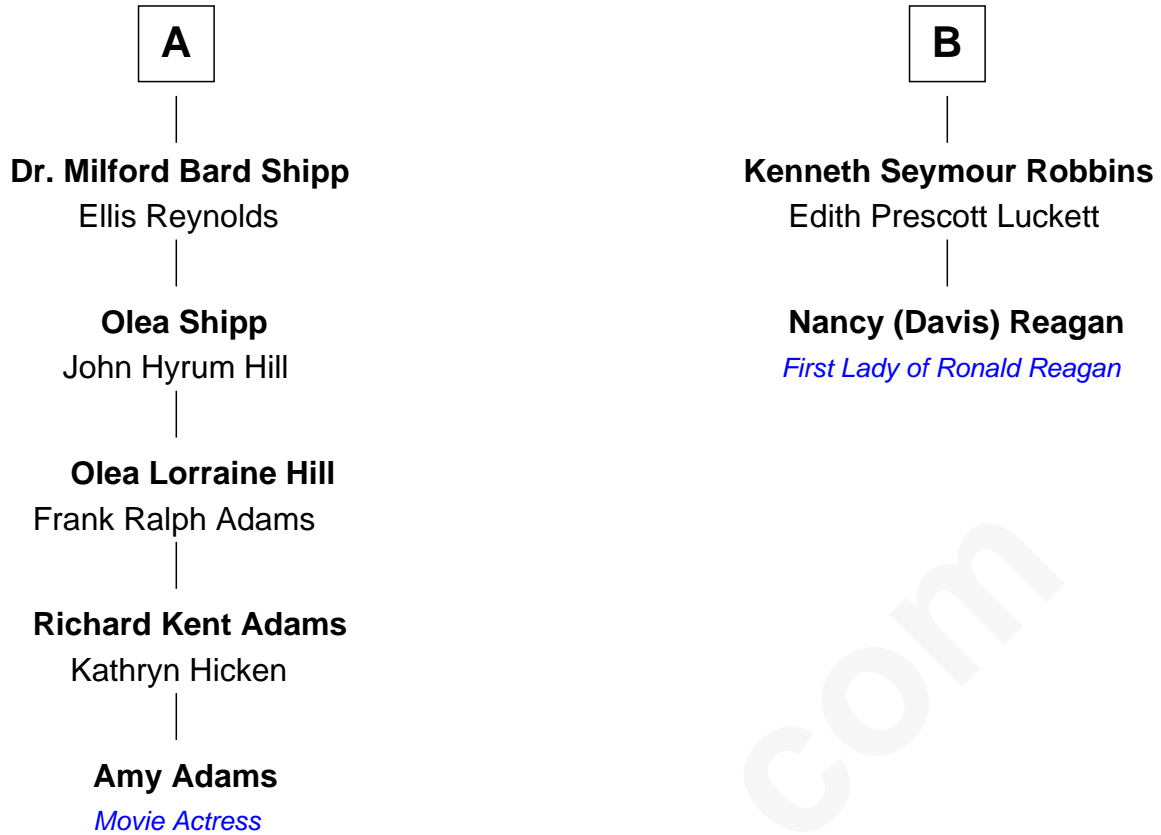 A
Dr. Milford Bard Shipp
Ellis Reynolds
Olea Shipp
John Hyrum Hill
Olea Lorraine Hill
Frank Ralph Adams
Richard Kent Adams
Kathryn Hicken
Amy Adams
Movie Actress
B
Kenneth Seymour Robbins
Edith Prescott Luckett
Nancy (Davis) Reagan
First Lady of Ronald Reagan
com